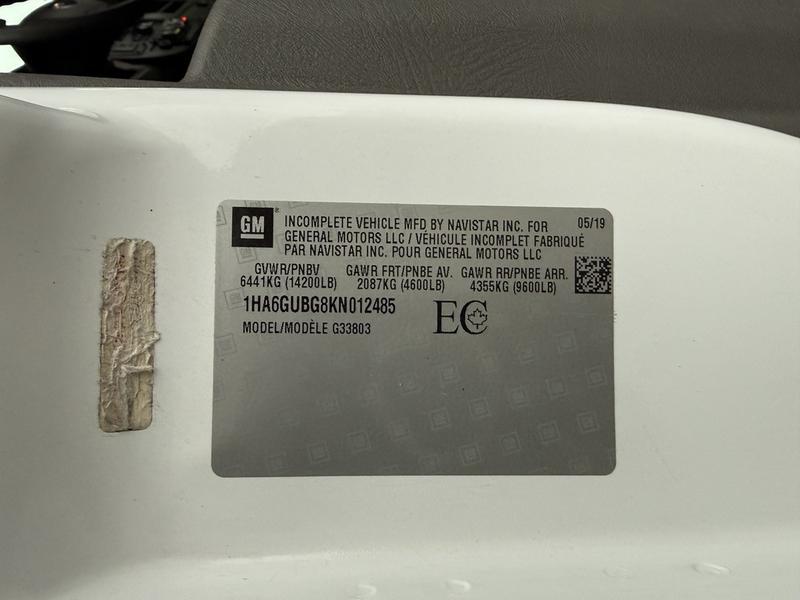 GM
INCOMPLETE VEHICLE MFD BY NAVISTAR INC. FOR 05/19
GENERAL MOTORS LLC / VÉHICULE INCOMPLET FABRIQUÉ
PAR NAVISTAR INC. POUR GENERAL MOTORS LLC
GVWR/PNBV GAWR FRT/PNBE AV. GAWR RR/PNBE ARR.
6441KG (14200LB) 2087KG (4600LB) 4355KG (9600LB)
1HA6GUBG8KN012485 EC
MODEL/MODÈLE G33803